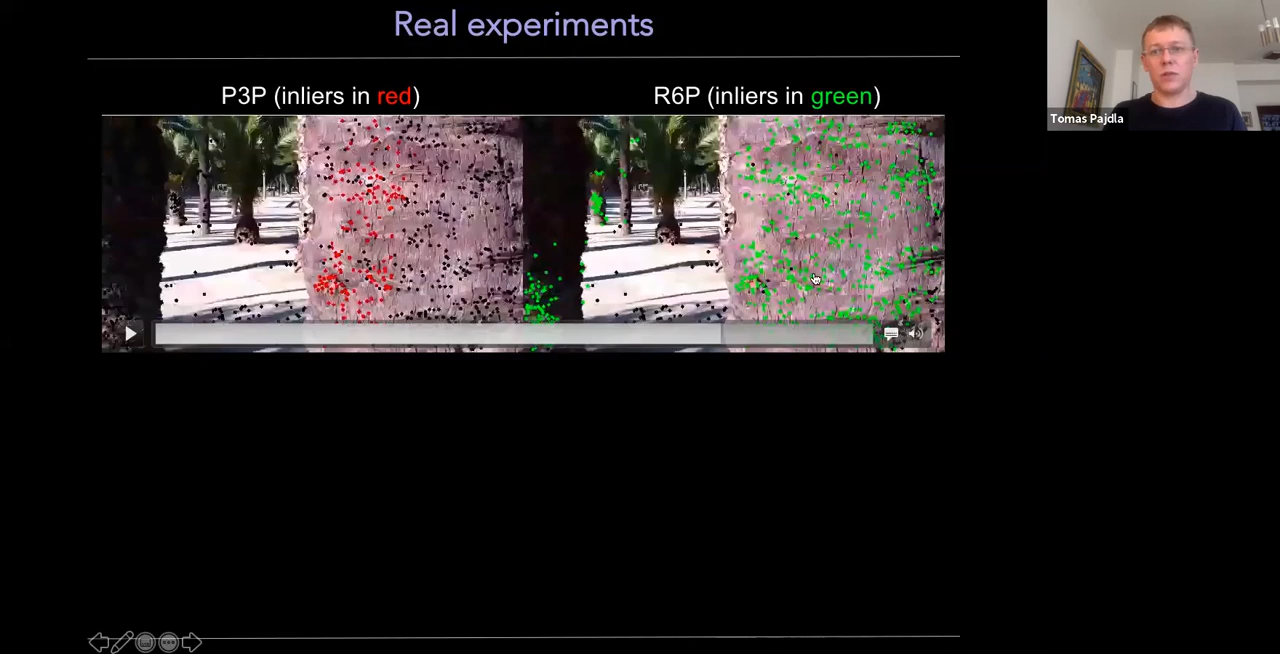 Real experiments
P3P (inliers in red)
R6P (inliers in green)
Tomas Pajdla